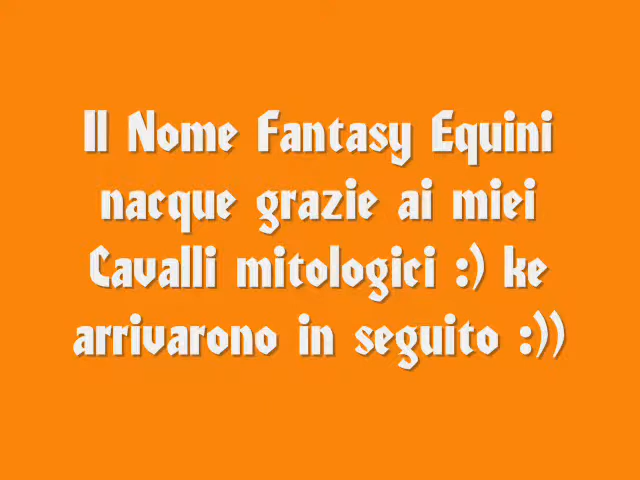 Il Nome Fantasy Equini
nacque grazie ai miei
Cavalli mitologici :) ke
arrivarono in seguito :))